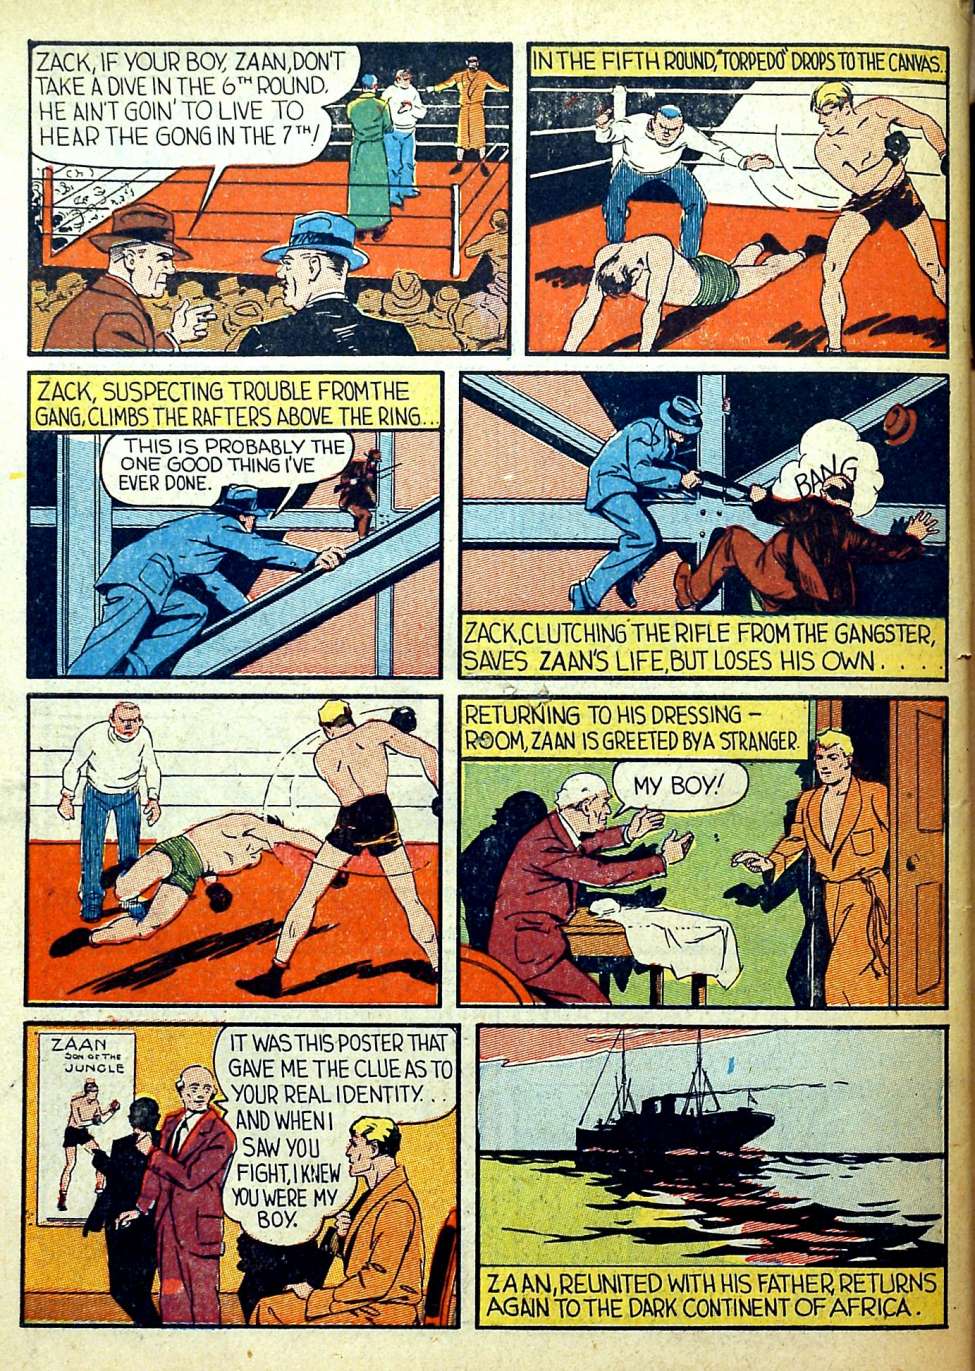 ZACK, IF YOUR BOY, ZAAN, DON'T
TAKE A DIVE IN THE 6TH ROUND,
HE AIN'T GOIN' TO LIVE TO
HEAR THE GONG IN THE 7TH!
IN THE FIFTH ROUND, "TORPEDO" DROPS TO THE CANVAS..
ZACK, SUSPECTING TROUBLE FROM THE
GANG, CLIMBS THE RAFTERS ABOVE THE RING...
THIS IS PROBABLY THE
ONE GOOD THING I'VE
EVER DONE.
BANG
ZACK, CLUTCHING THE RIFLE FROM THE GANGSTER,
SAVES ZAAN'S LIFE, BUT LOSES HIS OWN . . . .
RETURNING TO HIS DRESSING-
ROOM, ZAAN IS GREETED BY A STRANGER.
MY BOY!
ZAAN
SON OF THE
JUNGLE
IT WAS THIS POSTER THAT
GAVE ME THE CLUE AS TO
YOUR REAL IDENTITY...
AND WHEN I
SAW YOU
FIGHT, I KNEW
YOU WERE MY
BOY.
ZAAN, REUNITED WITH HIS FATHER, RETURNS
AGAIN TO THE DARK CONTINENT OF AFRICA.